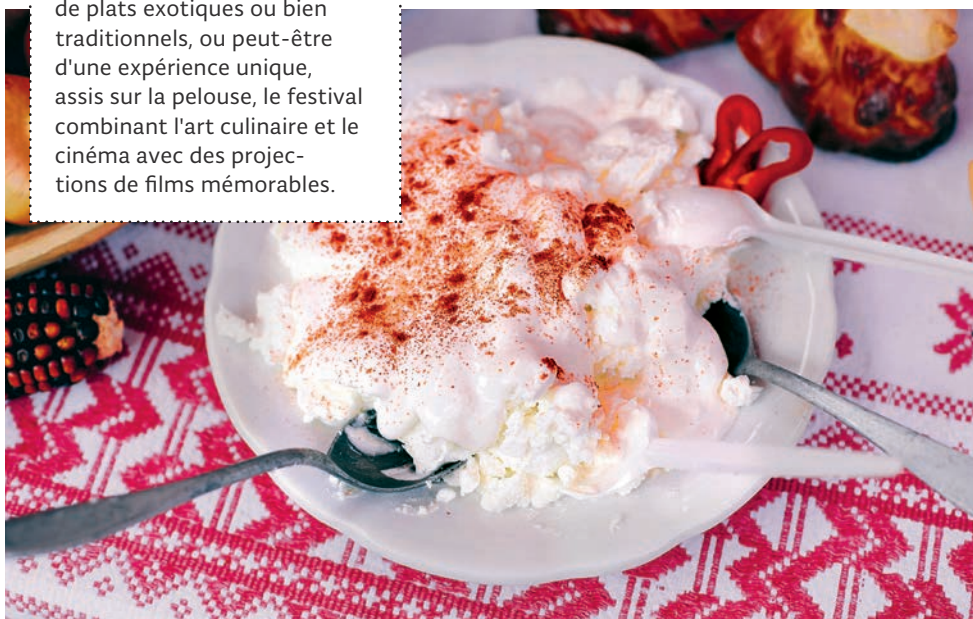 de plats exotiques ou bien
traditionnels, ou peut-être
d'une expérience unique,
assis sur la pelouse, le festival
combinant l'art culinaire et le
cinéma avec des projec-
tions de films mémorables.